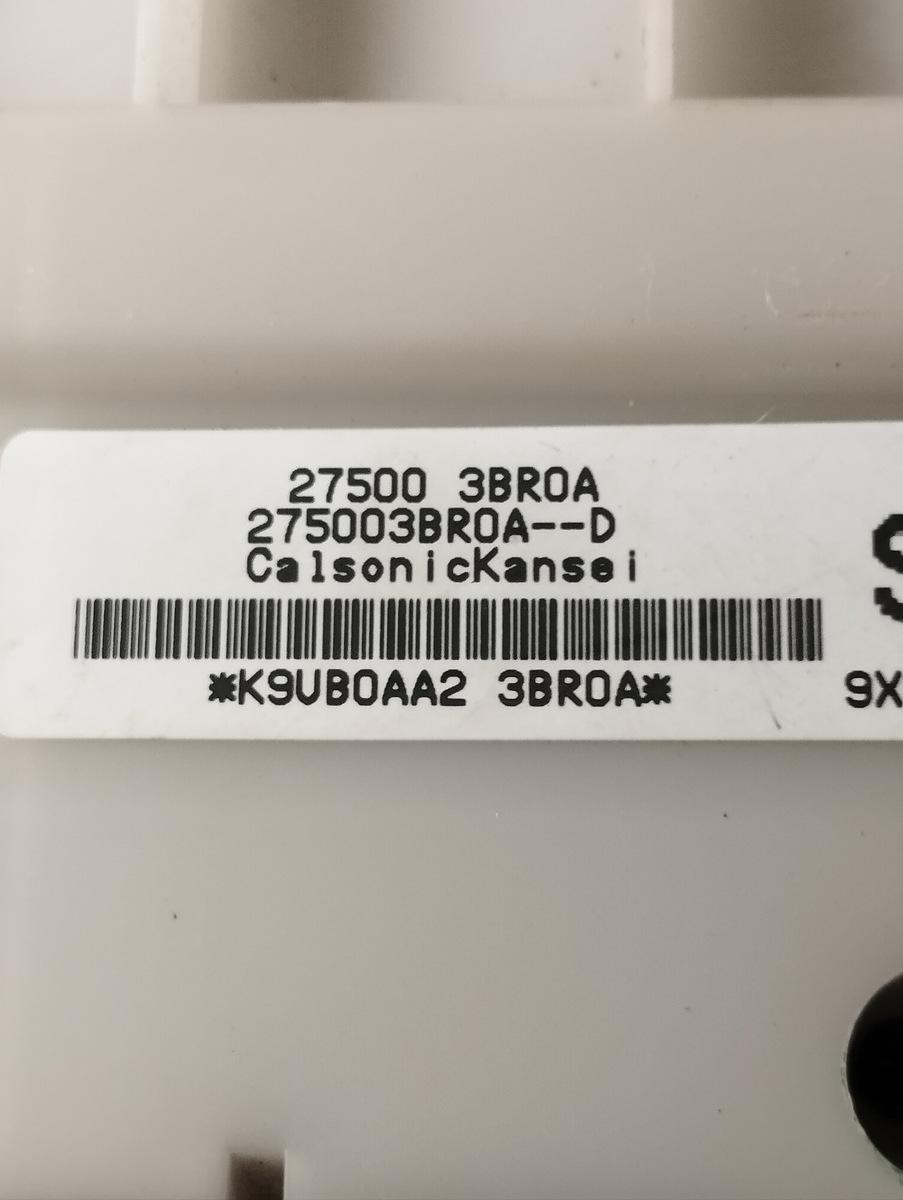 27500 3BR0A
275003BR0A--D
CalsonicKansei
*K9VB0AA2 3BR0A*
9X